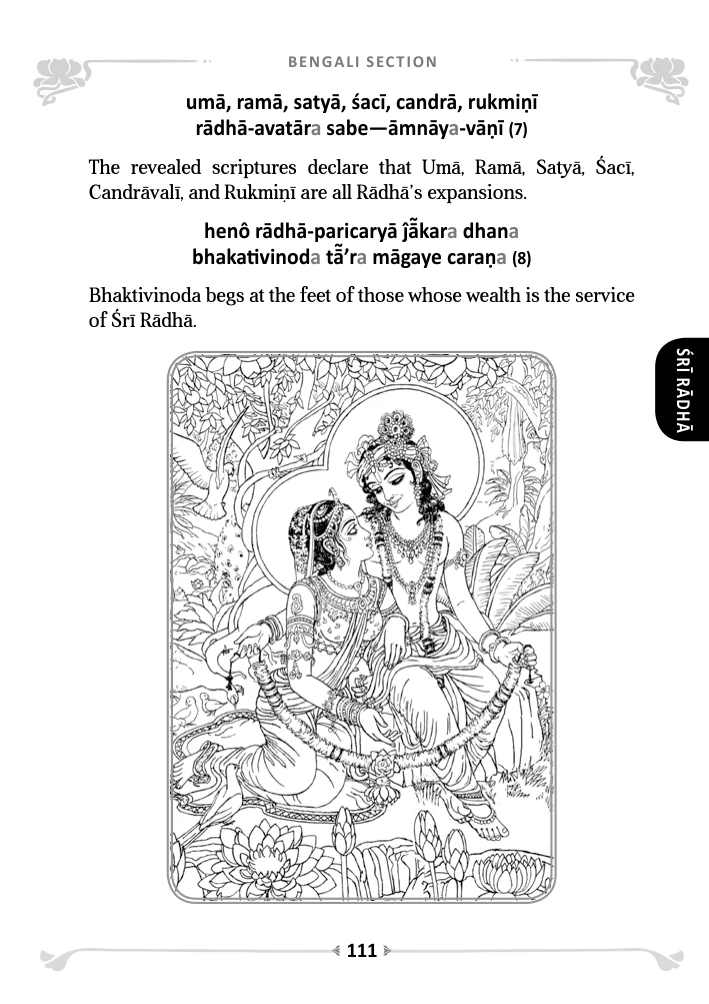 BENGALI SECTION
umā, ramā, satyā, śacī, candrā, rukmiṇī
rādhā-avatāra sabe—āmnāya-vāṇī (7)
The revealed scriptures declare that Umā, Ramā, Satyā, Śacī,
Candrāvalī, and Rukmiṇī are all Rādhā’s expansions.
henô rādhā-paricaryā ĵā̃kara dhana
bhakativinoda tā̃’ra māgaye caraṇa (8)
Bhaktivinoda begs at the feet of those whose wealth is the service
of Śrī Rādhā.
ŚRĪ RĀDHĀ
111